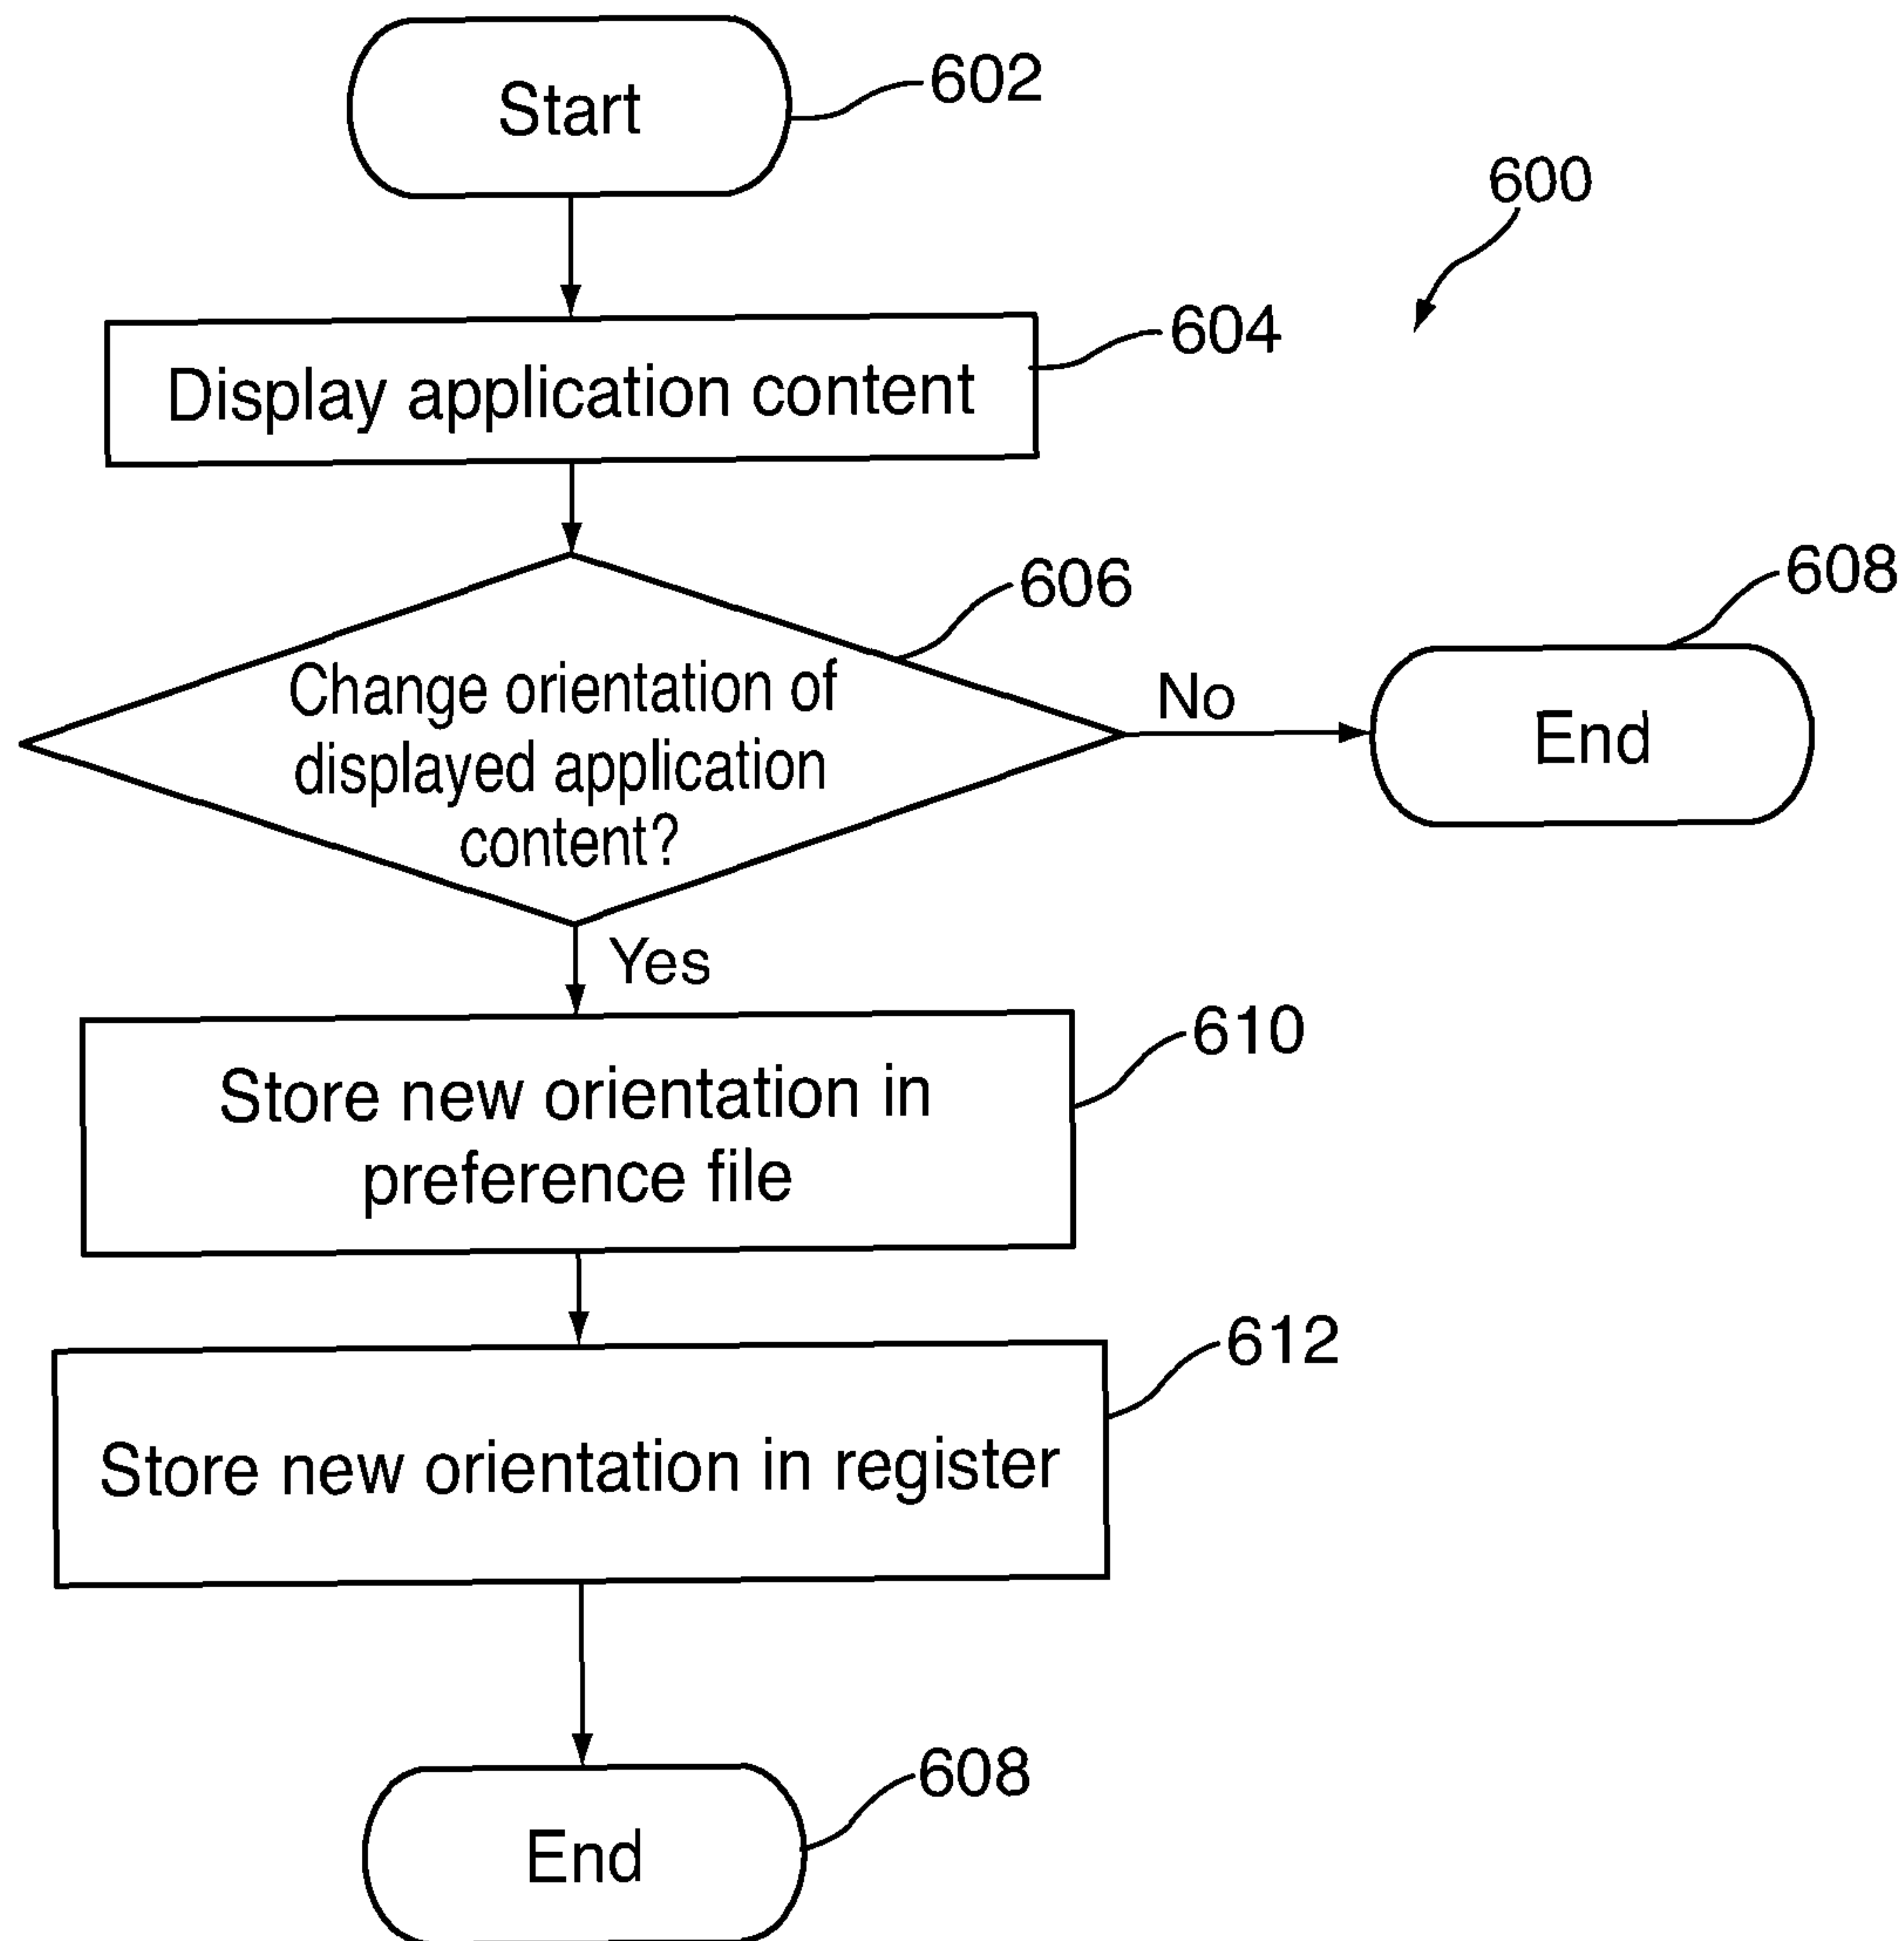 Start
602
600
Display application content
604
Change orientation of
displayed application
content?
606
No
End
608
Yes
Store new orientation in
preference file
610
Store new orientation in register
612
End
608